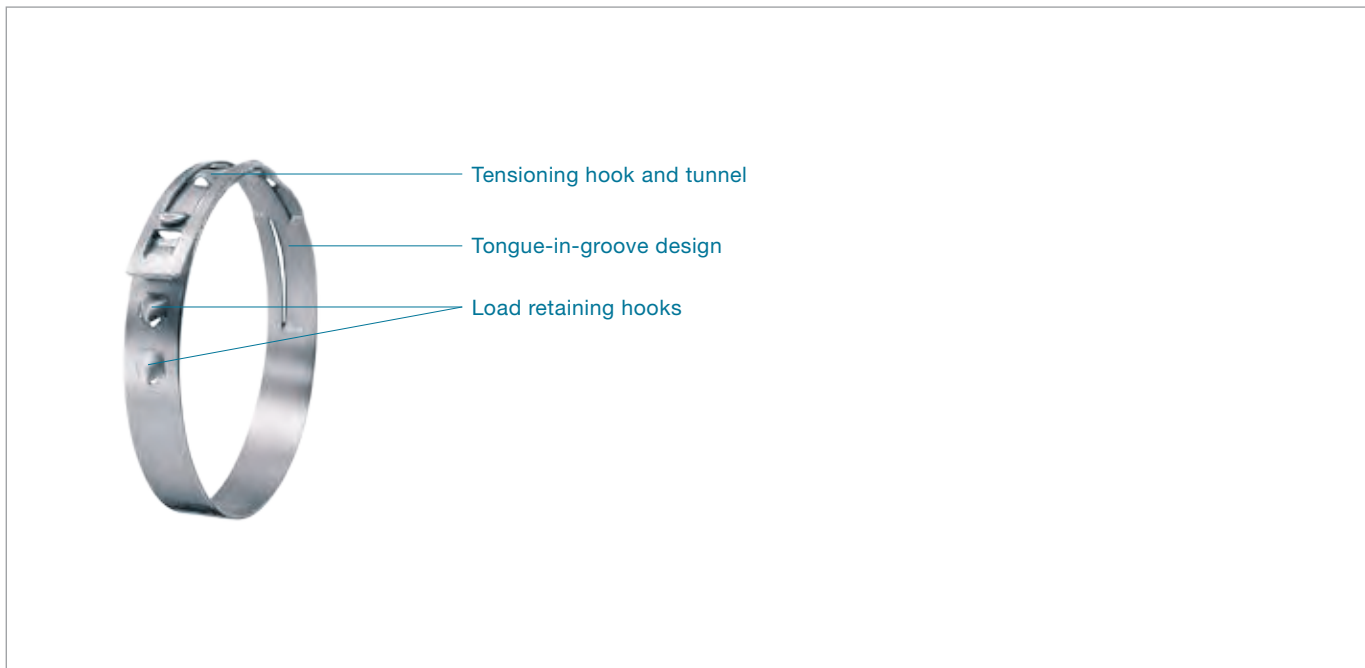 Tensioning hook and tunnel
Tongue-in-groove design
Load retaining hooks